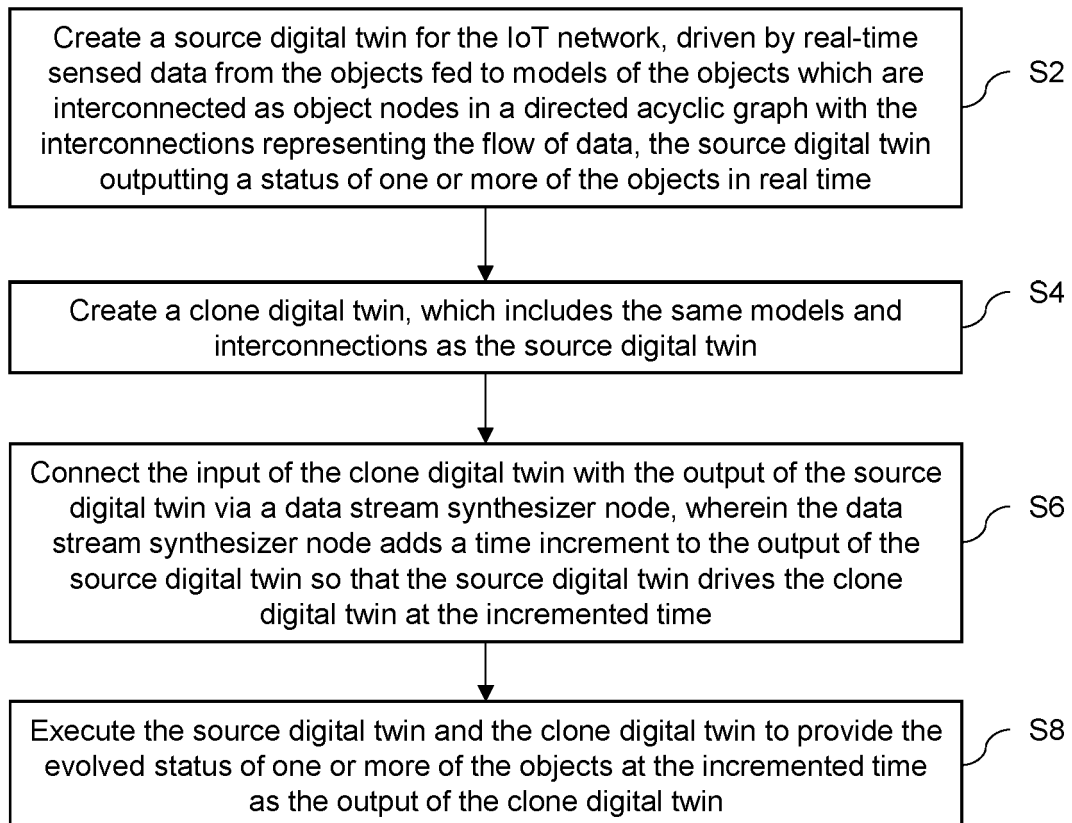 Create a source digital twin for the IoT network, driven by real-time
sensed data from the objects fed to models of the objects which are
interconnected as object nodes in a directed acyclic graph with the
interconnections representing the flow of data, the source digital twin
outputting a status of one or more of the objects in real time
S2
Create a clone digital twin, which includes the same models and
interconnections as the source digital twin
S4
Connect the input of the clone digital twin with the output of the source
digital twin via a data stream synthesizer node, wherein the data
stream synthesizer node adds a time increment to the output of the
source digital twin so that the source digital twin drives the clone
digital twin at the incremented time
S6
Execute the source digital twin and the clone digital twin to provide the
evolved status of one or more of the objects at the incremented time
as the output of the clone digital twin
S8